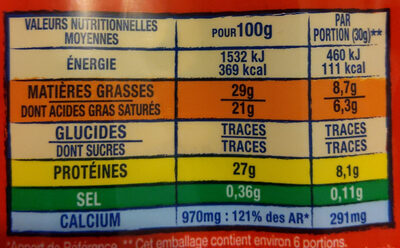 VALEURS NUTRITIONNELLES MOYENNES POUR 100g PAR PORTION (30g)**
ÉNERGIE 1532 kJ 369 kcal 460 kJ 111 kcal
MATIÈRES GRASSES 29g 8,7g
DONT ACIDES GRAS SATURÉS 21g 6,3g
GLUCIDES TRACES TRACES
DONT SUCRES TRACES TRACES
PROTÉINES 27g 8,1g
SEL 0,36g 0,11g
CALCIUM 970mg : 121% des AR* 291mg
*Apport de Référence. ** Cet emballage contient environ 6 portions.